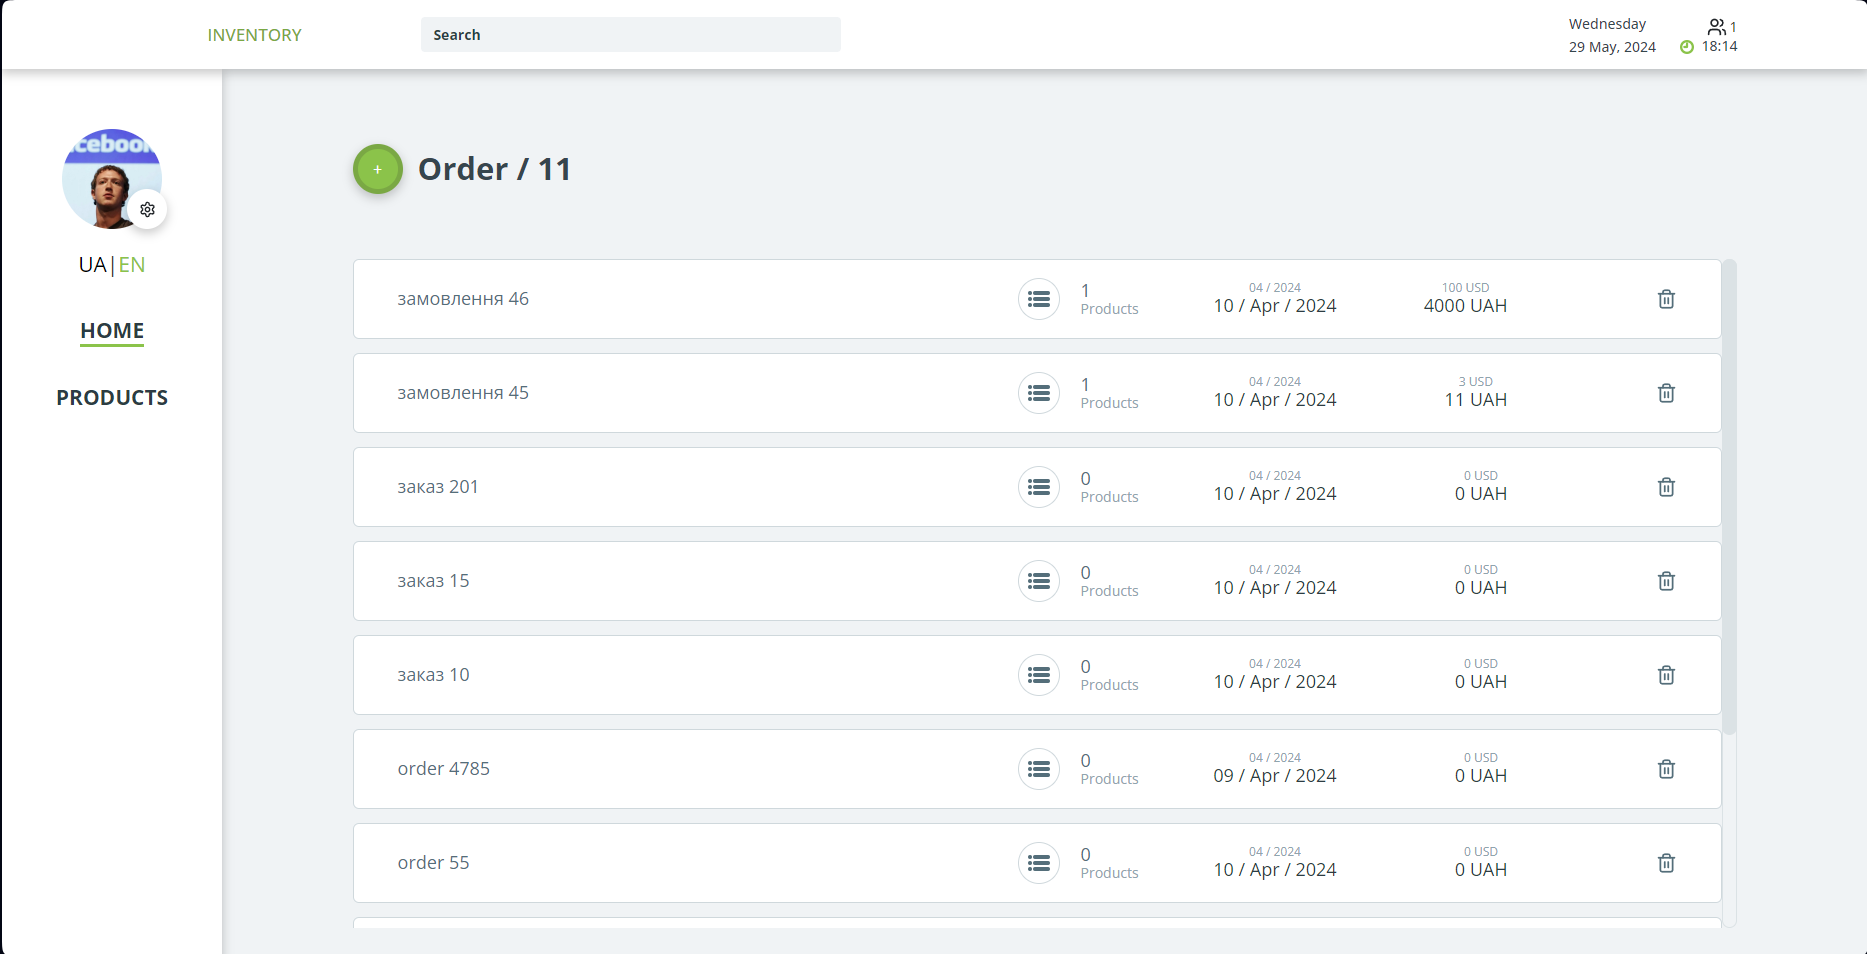 INVENTORY
Search
Wednesday
29 May, 2024
1
18:14
cebook
UA|EN
HOME
PRODUCTS
+
Order / 11
замовлення 46
1
Products
04 / 2024
10 / Apr / 2024
100 USD
4000 UAH
замовлення 45
1
Products
04 / 2024
10 / Apr / 2024
3 USD
11 UAH
заказ 201
0
Products
04 / 2024
10 / Apr / 2024
0 USD
0 UAH
заказ 15
0
Products
04 / 2024
10 / Apr / 2024
0 USD
0 UAH
заказ 10
0
Products
04 / 2024
10 / Apr / 2024
0 USD
0 UAH
order 4785
0
Products
04 / 2024
09 / Apr / 2024
0 USD
0 UAH
order 55
0
Products
04 / 2024
10 / Apr / 2024
0 USD
0 UAH